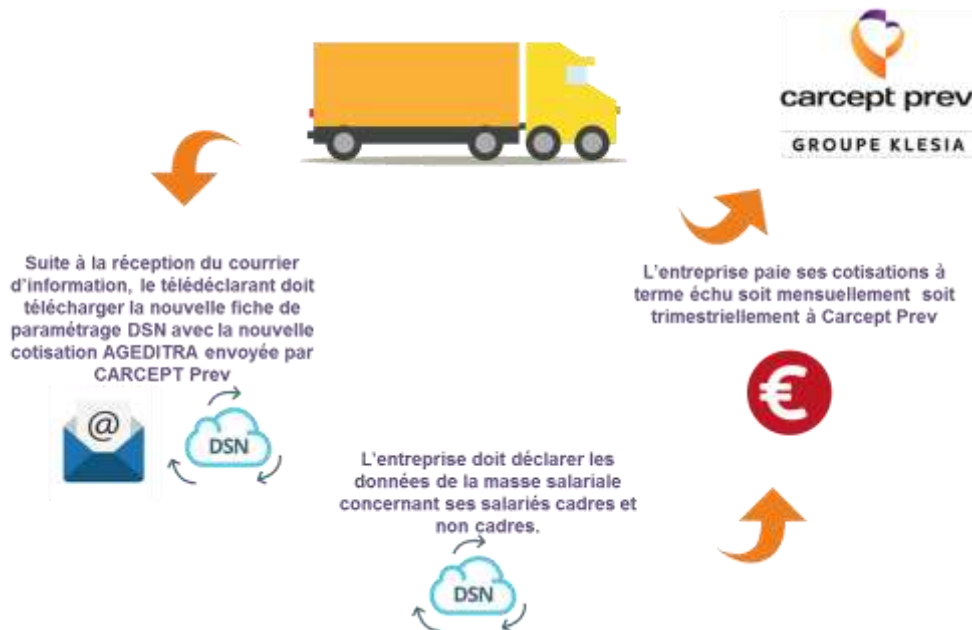 carcept prev
GROUPE KLESIA
Suite à la réception du courrier
d'information, le télédéclarant doit
télécharger la nouvelle fiche de
paramétrage DSN avec la nouvelle
cotisation AGEDITRA envoyée par
CARCEPT Prev
@
DSN
L'entreprise paie ses cotisations à
terme échu soit mensuellement soit
trimestriellement à Carcept Prev
€
L'entreprise doit déclarer les
données de la masse salariale
concernant ses salariés cadres et
non cadres.
DSN